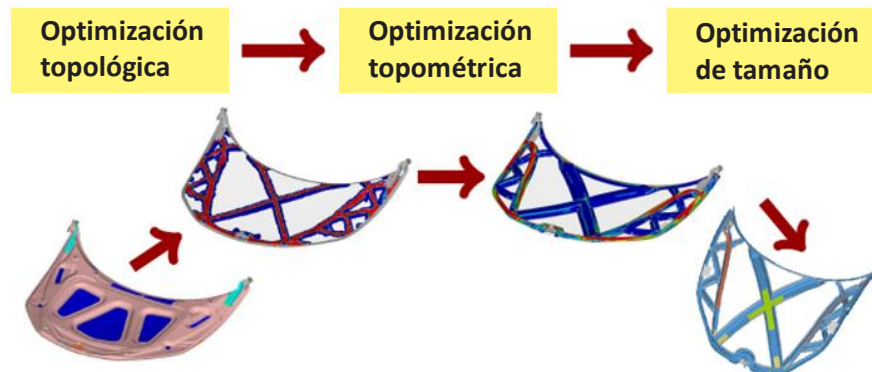 Optimización
topológica
Optimización
topométrica
Optimización
de tamaño